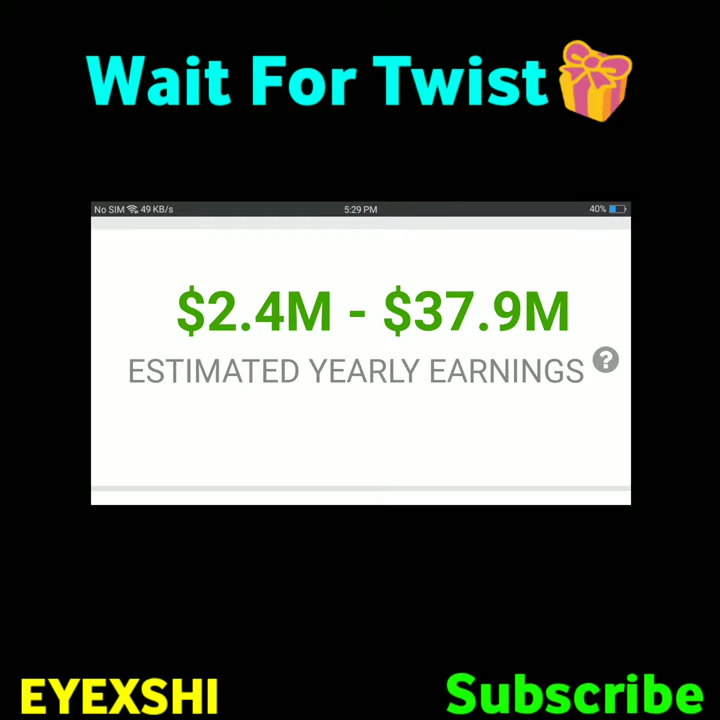 Wait For Twist
No SIM 49 KB/s 5:29 PM 40%
$2.4M - $37.9M
ESTIMATED YEARLY EARNINGS ?
EYEXSHI Subscribe